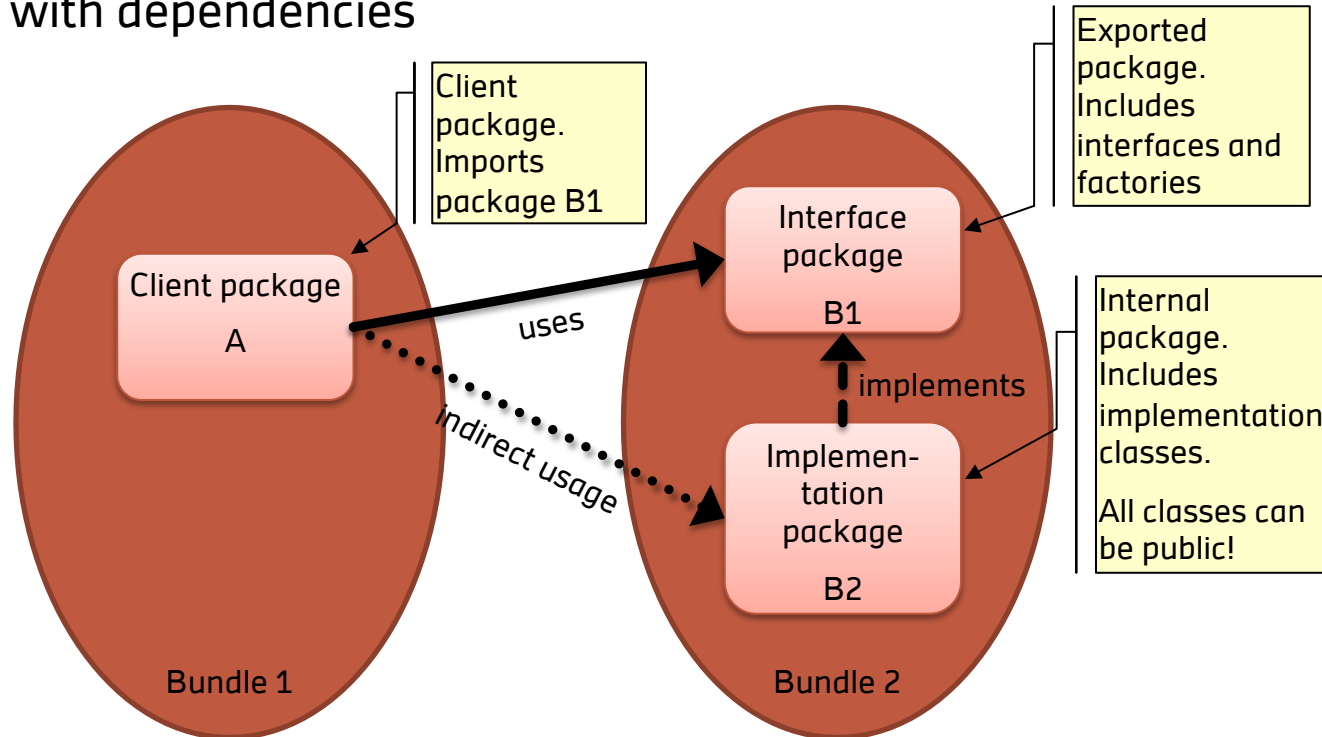 with dependencies
Client
package.
Imports
package B1
Exported
package.
Includes
interfaces and
factories
Client package
A
uses
indirect usage
Interface
package
B1
implements
Implemen-
tation
package
B2
Internal
package.
Includes
implementation
classes.
All classes can
be public!
Bundle 1
Bundle 2